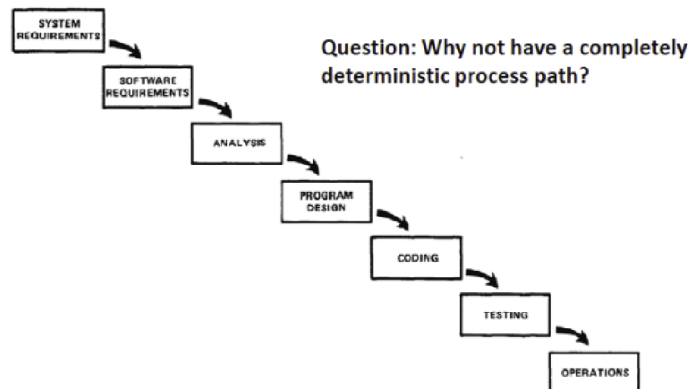 SYSTEM
REQUIREMENTS
Question: Why not have a completely
deterministic process path?
SOFTWARE
REQUIREMENTS
ANALYSIS
PROGRAM
DESIGN
CODING
TESTING
OPERATIONS